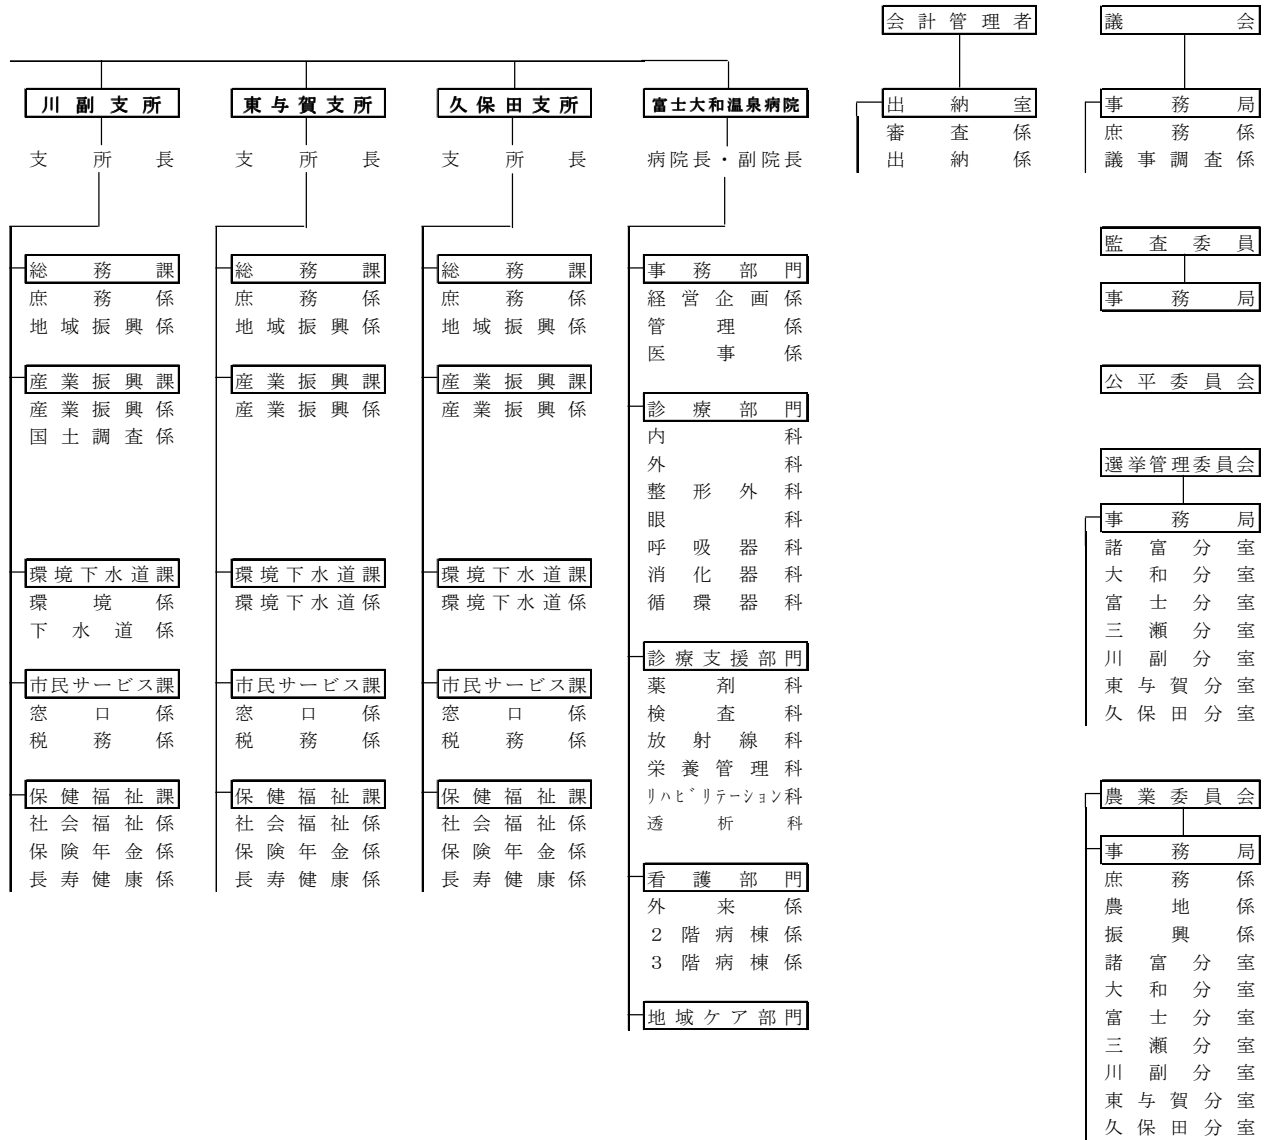 川副支所
支所長
総務課
庶務係
地域振興係
産業振興課
産業振興係
国土調査係
環境下水道課
環境係
下水道係
市民サービス課
窓口係
税務係
保健福祉課
社会福祉係
保険年金係
長寿健康係
東与賀支所
支所長
総務課
庶務係
地域振興係
産業振興課
産業振興係
環境下水道課
環境下水道係
市民サービス課
窓口係
税務係
保健福祉課
社会福祉係
保険年金係
長寿健康係
久保田支所
支所長
総務課
庶務係
地域振興係
産業振興課
産業振興係
環境下水道課
環境下水道係
市民サービス課
窓口係
税務係
保健福祉課
社会福祉係
保険年金係
長寿健康係
富士大和温泉病院
病院長・副院長
事務部門
経営企画係
管理係
医事係
診療部門
内科
外科
整形外科
眼科
呼吸器科
消化器科
循環器科
診療支援部門
薬剤科
検査科
放射線科
栄養管理科
ﾘﾊﾋﾞﾘﾃｰｼｮﾝ科
透析科
看護部門
外来係
2階病棟係
3階病棟係
地域ケア部門
会計管理者
出納室
審査係
出納係
議会
事務局
庶務係
議事調査係
監査委員
事務局
公平委員会
選挙管理委員会
事務局
諸富分室
大和分室
富士分室
三瀬分室
川副分室
東与賀分室
久保田分室
農業委員会
事務局
庶務係
農地係
振興係
諸富分室
大和分室
富士分室
三瀬分室
川副分室
東与賀分室
久保田分室